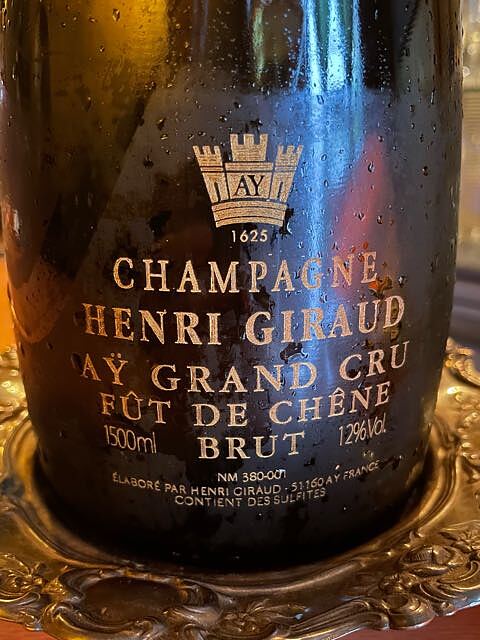 AY
1625
CHAMPAGNE
HENRI GIRAUD
AŸ GRAND CRU
FÛT DE CHÊNE
1500ml BRUT 12%Vol.
NM 380-001
ÉLABORÉ PAR HENRI GIRAUD - 51160 AY FRANCE
CONTIENT DES SULFITES